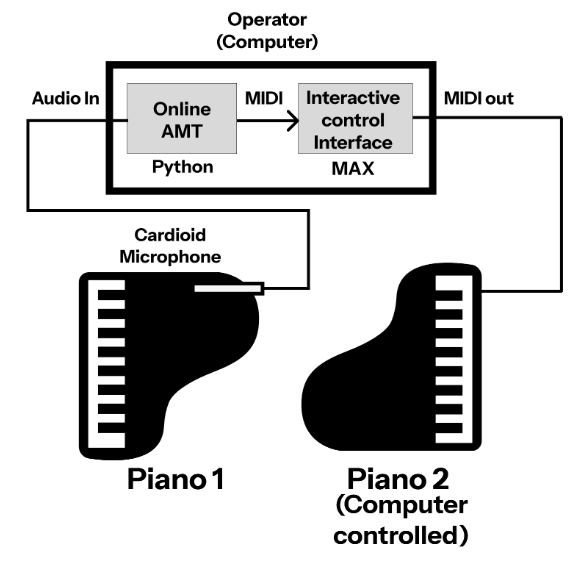 Operator
(Computer)
Audio In
MIDI
MIDI out
Online
AMT
Interactive
control
Interface
Python
MAX
Cardioid
Microphone
Piano 1
Piano 2
(Computer
controlled)